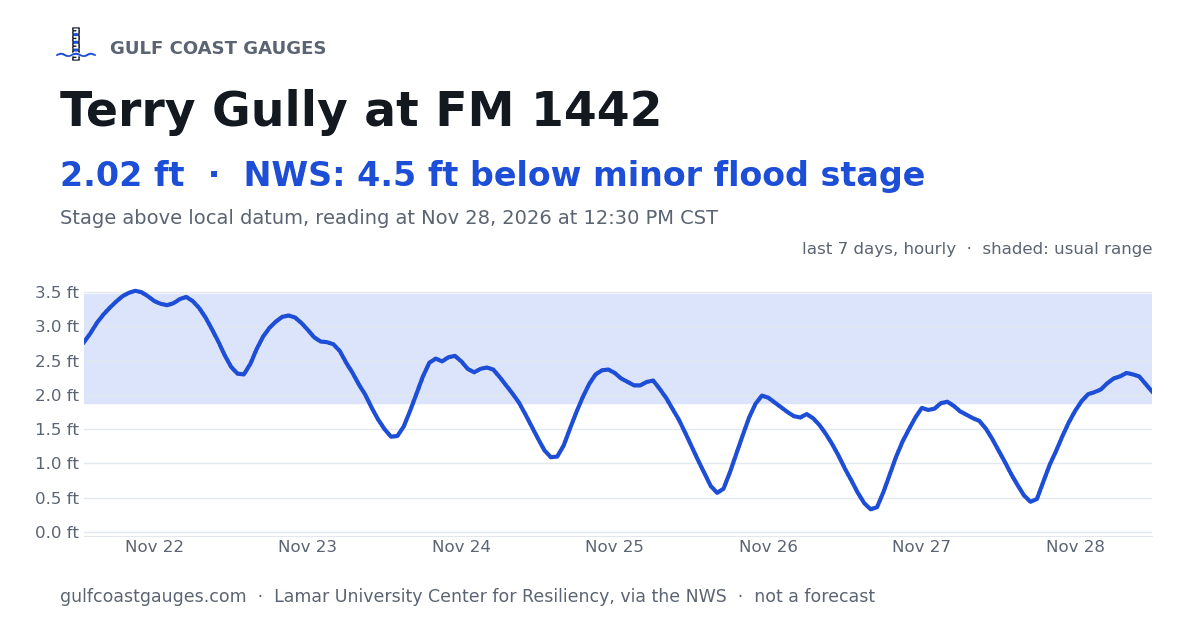 GULF COAST GAUGES
Terry Gully at FM 1442
2.02 ft · NWS: 4.5 ft below minor flood stage
Stage above local datum, reading at Nov 28, 2026 at 12:30 PM CST
last 7 days, hourly · shaded: usual range
3.5 ft
3.0 ft
2.5 ft
2.0 ft
1.5 ft
1.0 ft
0.5 ft
0.0 ft
Nov 22 Nov 23 Nov 24 Nov 25 Nov 26 Nov 27 Nov 28
gulfcoastgauges.com · Lamar University Center for Resiliency, via the NWS · not a forecast